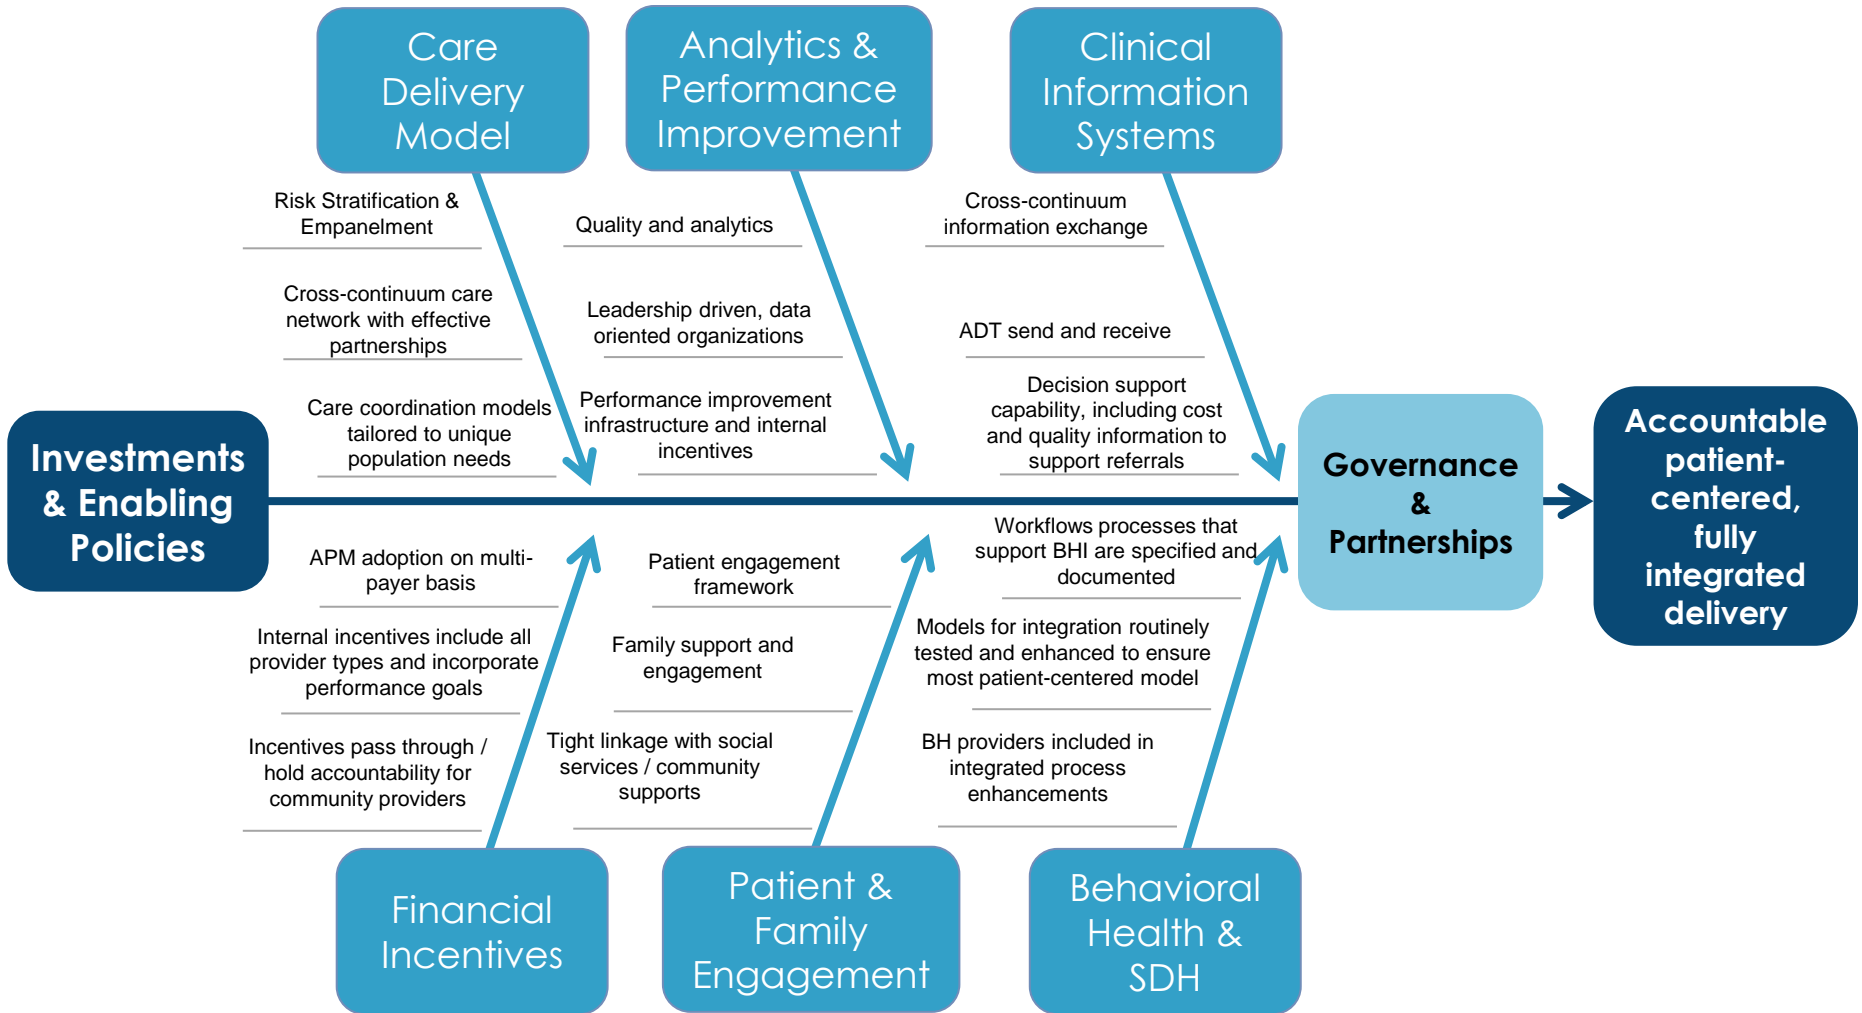 Care
Delivery
Model
Analytics &
Performance
Improvement
Clinical
Information
Systems
Risk Stratification &
Empanelment
Cross-continuum care
network with effective
partnerships
Care coordination models
tailored to unique
population needs
Quality and analytics
Leadership driven, data
oriented organizations
Performance improvement
infrastructure and internal
incentives
Cross-continuum
information exchange
ADT send and receive
Decision support
capability, including cost
and quality information to
support referrals
Investments
& Enabling
Policies
Governance
&
Partnerships
Accountable
patient-
centered,
fully
integrated
delivery
APM adoption on multi-
payer basis
Internal incentives include all
provider types and incorporate
performance goals
Incentives pass through /
hold accountability for
community providers
Patient engagement
framework
Family support and
engagement
Tight linkage with social
services / community
supports
Workflows processes that
support BHI are specified and
documented
Models for integration routinely
tested and enhanced to ensure
most patient-centered model
BH providers included in
integrated process
enhancements
Financial
Incentives
Patient &
Family
Engagement
Behavioral
Health &
SDH